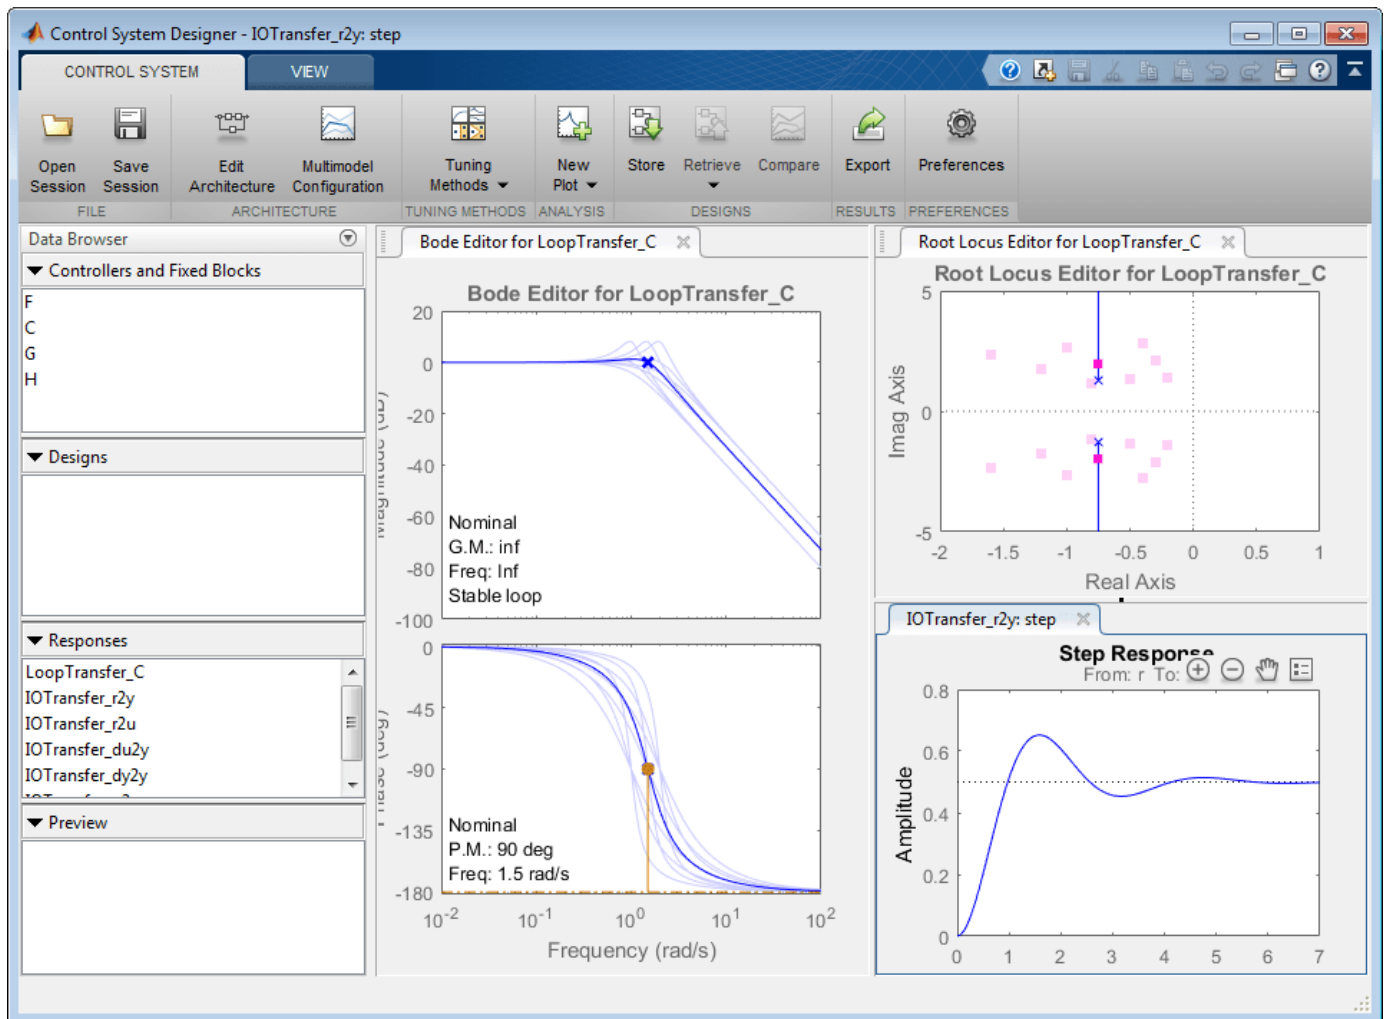 Control System Designer - IOTransfer_r2y: step
CONTROL SYSTEM
VIEW
Open Session
Save Session
Edit Architecture
Multimodel Configuration
Tuning Methods
New Plot
Store
Retrieve
Compare
Export
Preferences
FILE
ARCHITECTURE
TUNING METHODS
ANALYSIS
DESIGNS
RESULTS
PREFERENCES
Data Browser
Controllers and Fixed Blocks
F
C
G
H
Designs
Responses
LoopTransfer_C
IOTransfer_r2y
IOTransfer_r2u
IOTransfer_du2y
IOTransfer_dy2y
Preview
Bode Editor for LoopTransfer_C
Bode Editor for LoopTransfer_C
20
0
-20
-40
-60
-80
-100
Magnitude (dB)
Nominal
G.M.: inf
Freq: Inf
Stable loop
0
-45
-90
-135
-180
Phase (deg)
Nominal
P.M.: 90 deg
Freq: 1.5 rad/s
10-2 10-1 100 101 102
Frequency (rad/s)
Root Locus Editor for LoopTransfer_C
Root Locus Editor for LoopTransfer_C
5
0
-5
Imag Axis
-2 -1.5 -1 -0.5 0 0.5 1
Real Axis
IOTransfer_r2y: step
Step Response
From: r To:
0.8
0.6
0.4
0.2
0
Amplitude
0 1 2 3 4 5 6 7